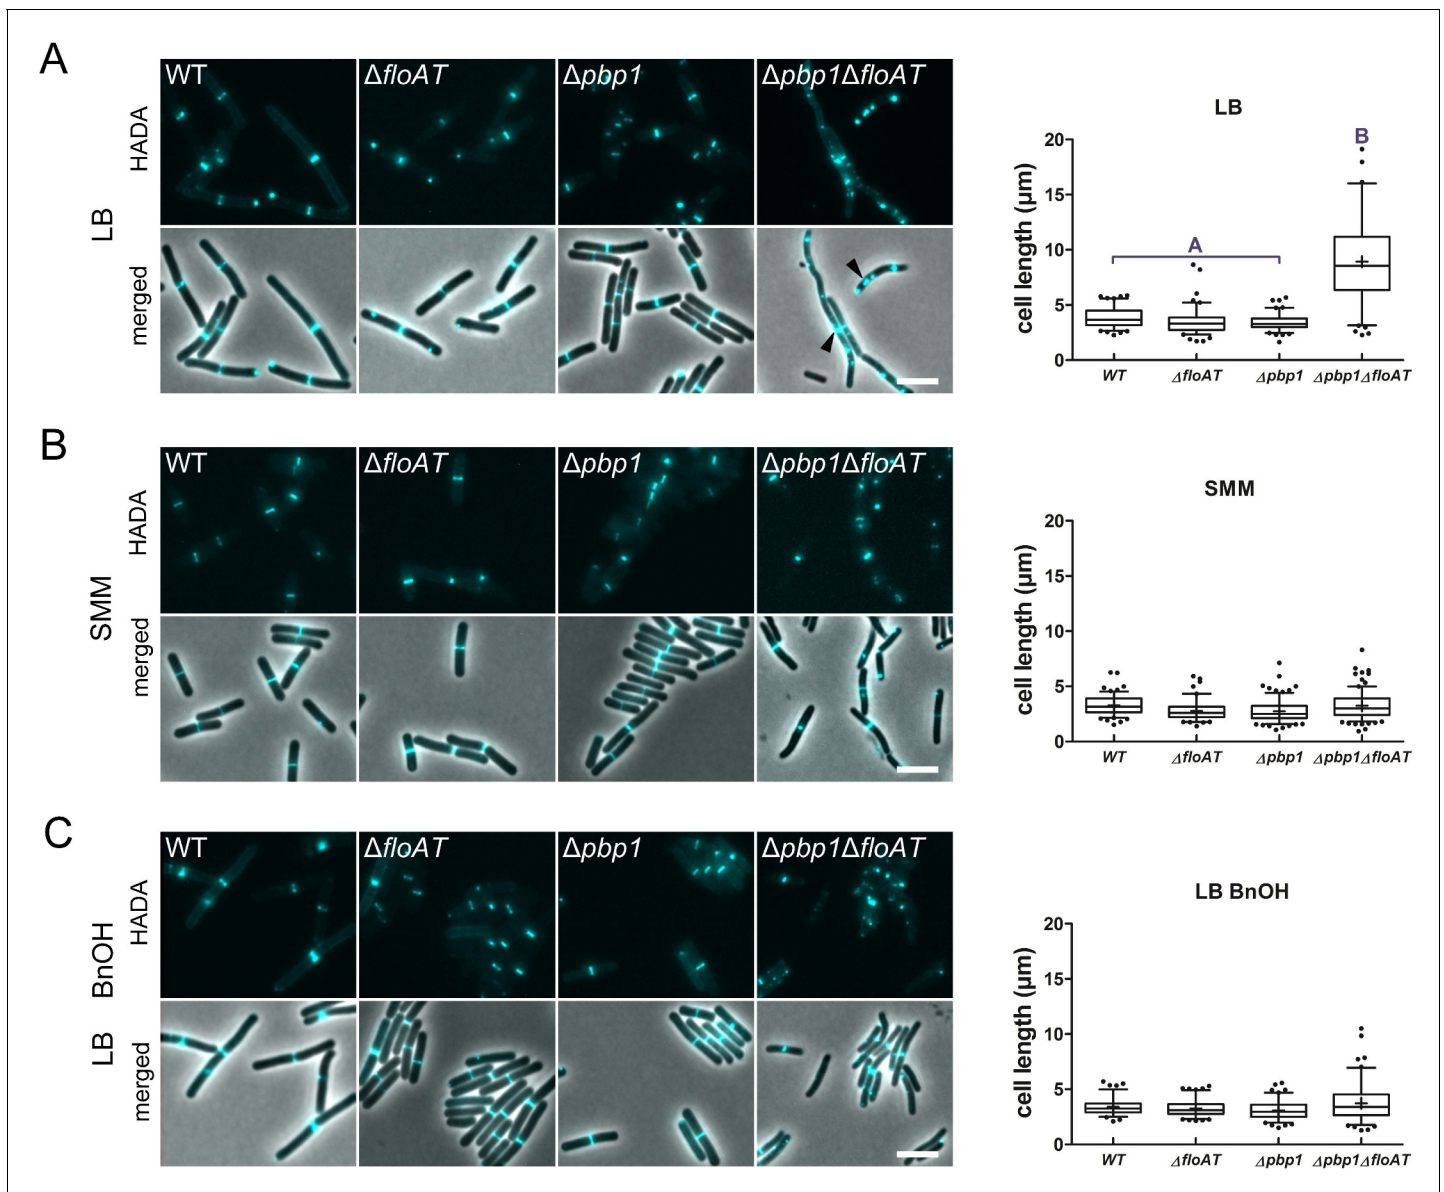 A
WT
ΔfloAT
Δpbp1
Δpbp1ΔfloAT
HADA
LB
merged
LB
cell length (µm)
20
15
10
5
0
A
B
WT
ΔfloAT
Δpbp1
Δpbp1ΔfloAT
B
WT
ΔfloAT
Δpbp1
Δpbp1ΔfloAT
HADA
SMM
merged
SMM
cell length (µm)
20
15
10
5
0
WT
ΔfloAT
Δpbp1
Δpbp1ΔfloAT
C
WT
ΔfloAT
Δpbp1
Δpbp1ΔfloAT
HADA
LB BnOH
merged
LB BnOH
cell length (µm)
20
15
10
5
0
WT
ΔfloAT
Δpbp1
Δpbp1ΔfloAT